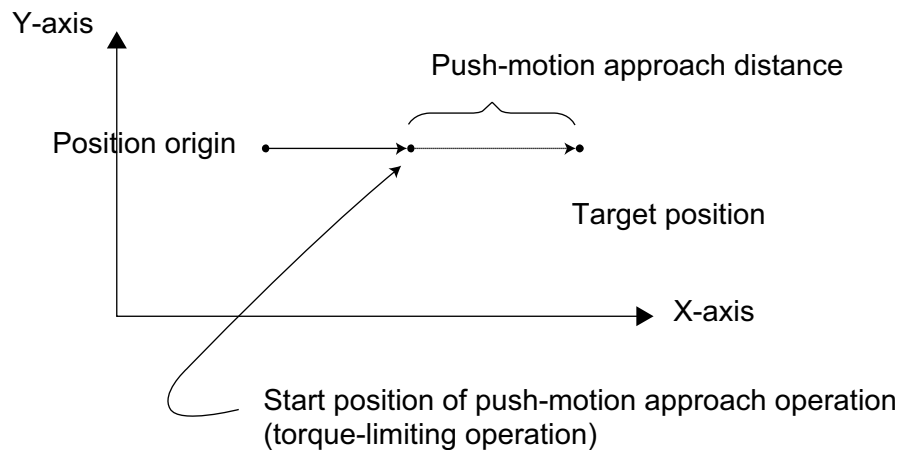 Y-axis
Push-motion approach distance
Position origin
Target position
X-axis
Start position of push-motion approach operation
(torque-limiting operation)